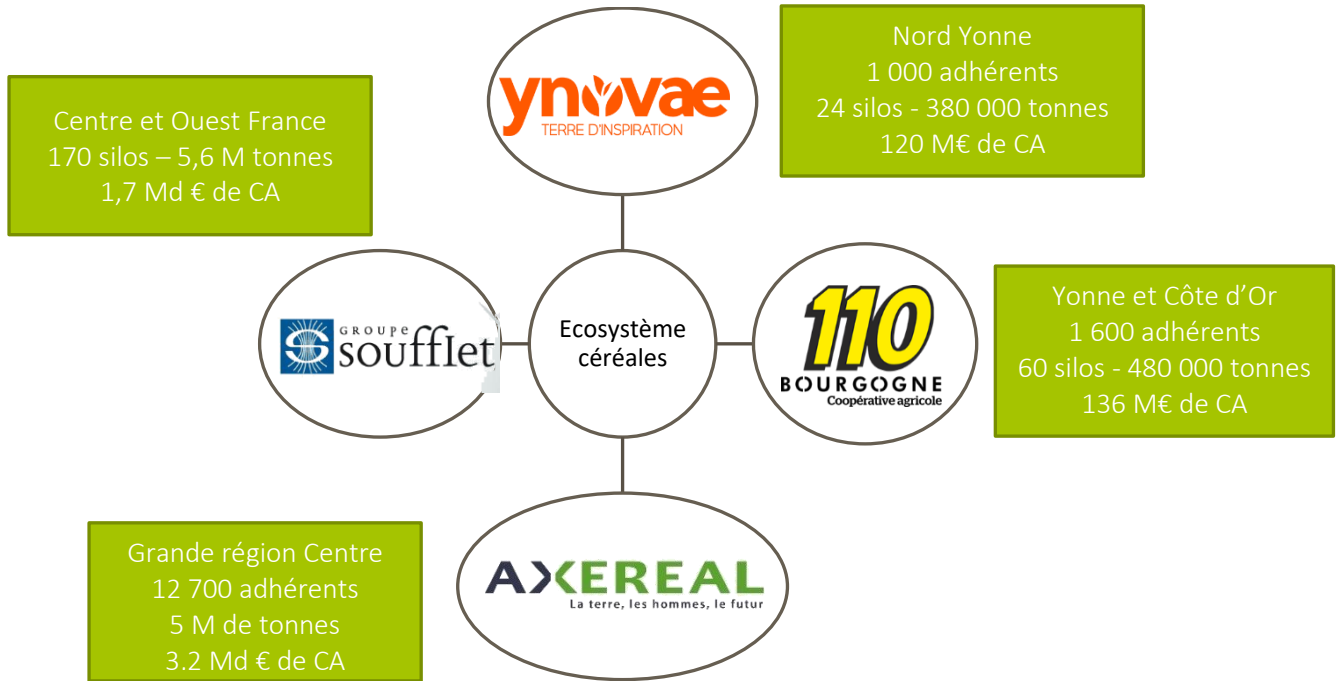 ynovae
TERRE D'INSPIRATION
Nord Yonne
1 000 adhérents
24 silos - 380 000 tonnes
120 M€ de CA
Centre et Ouest France
170 silos – 5,6 M tonnes
1,7 Md € de CA
GROUPE
soufflet
Ecosystème
céréales
110
BOURGOGNE
Coopérative agricole
Yonne et Côte d’Or
1 600 adhérents
60 silos - 480 000 tonnes
136 M€ de CA
Grande région Centre
12 700 adhérents
5 M de tonnes
3.2 Md € de CA
AXEREAL
La terre, les hommes, le futur